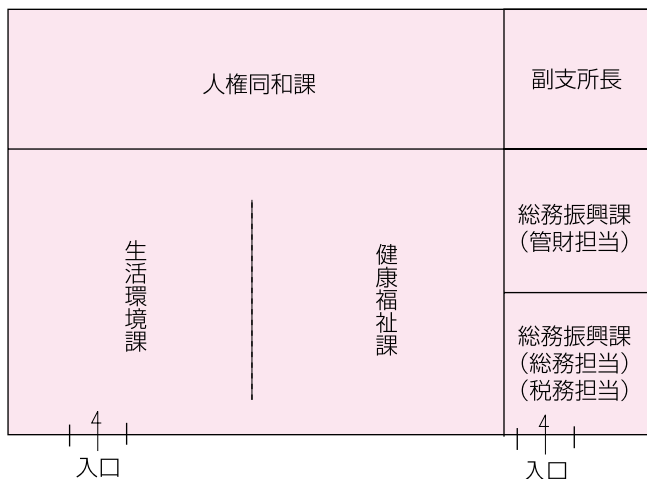 人権同和課
副支所長
生活環境課
健康福祉課
総務振興課
（管財担当）
総務振興課
（総務担当）
（税務担当）
4
入口
4
入口